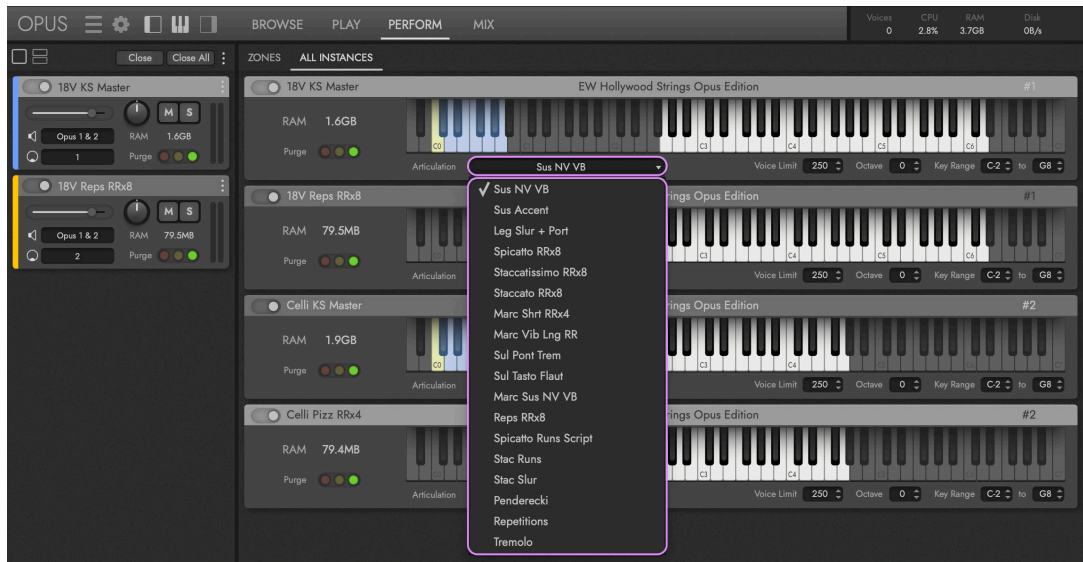 OPUS BROWSE PLAY PERFORM MIX Voices CPU RAM Disk
0 2.8% 3.7GB 0B/s
Close Close All
ZONES ALL INSTANCES
18V KS Master
M S
Opus 1 & 2 RAM 1.6GB
1 Purge
18V Reps RRx8
M S
Opus 1 & 2 RAM 79.5MB
2 Purge
18V KS Master EW Hollywood Strings Opus Edition #1
RAM 1.6GB
Purge
C0 C3 C4 C5 C6
Articulation Sus NV VB Voice Limit 250 Octave 0 Key Range C-2 to G8
18V Reps RRx8 ings Opus Edition #1
RAM 79.5MB
Purge
C3 C4 C5 C6
Articulation Voice Limit 250 Octave 0 Key Range C-2 to G8
Celli KS Master Strings Opus Edition #2
RAM 1.9GB
Purge
C0 C3 C4
Articulation Voice Limit 250 Octave 0 Key Range C-2 to G8
Celli Pizz RRx4 ings Opus Edition #2
RAM 79.4MB
Purge
C3 C4
Articulation Voice Limit 250 Octave 0 Key Range C-2 to G8
Sus NV VB
Sus Accent
Leg Slur + Port
Spicatto RRx8
Staccatissimo RRx8
Staccato RRx8
Marc Shrt RRx4
Marc Vib Lng RR
Sul Pont Trem
Sul Tasto Flaut
Marc Sus NV VB
Reps RRx8
Spicatto Runs Script
Stac Runs
Stac Slur
Penderecki
Repetitions
Tremolo